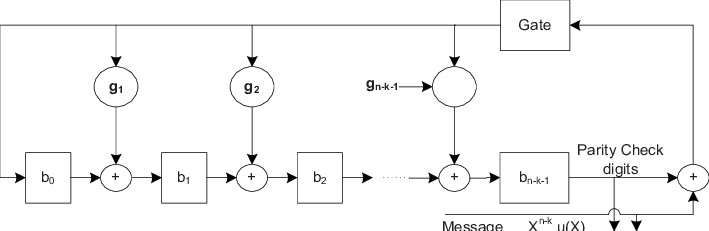 Gate
g1
g2
gn-k-1
b0
+
b1
+
b2
......
+
bn-k-1
Parity Check
digits
+
Message Xn-k u(X)